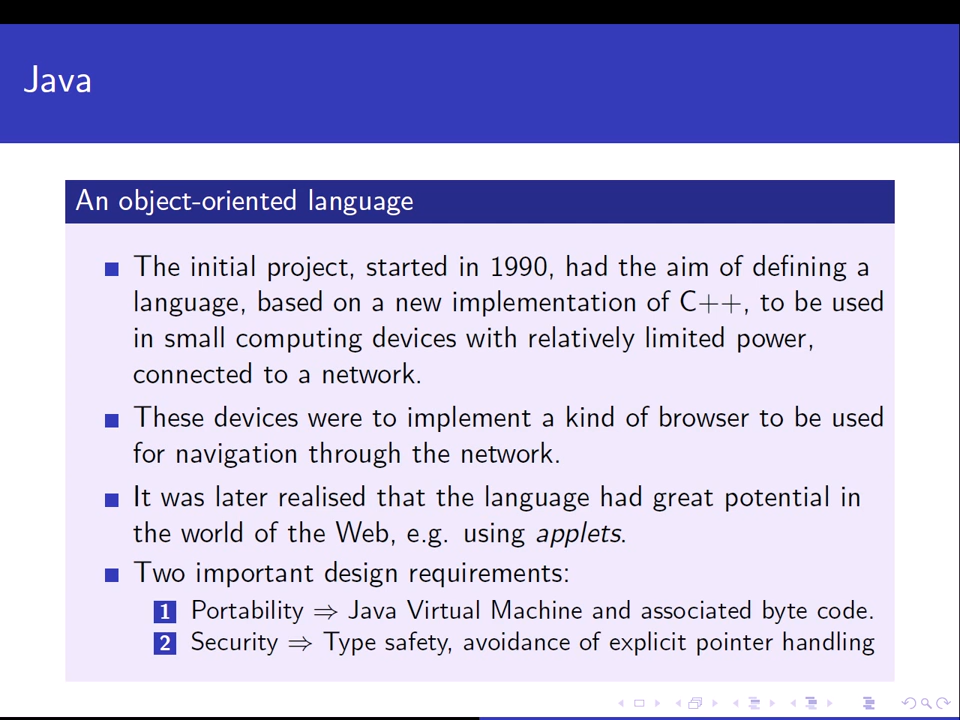 Java
An object-oriented language
The initial project, started in 1990, had the aim of defining a
language, based on a new implementation of C++, to be used
in small computing devices with relatively limited power,
connected to a network.
These devices were to implement a kind of browser to be used
for navigation through the network.
It was later realised that the language had great potential in
the world of the Web, e.g. using applets.
Two important design requirements:
1 Portability ⇒ Java Virtual Machine and associated byte code.
2 Security ⇒ Type safety, avoidance of explicit pointer handling